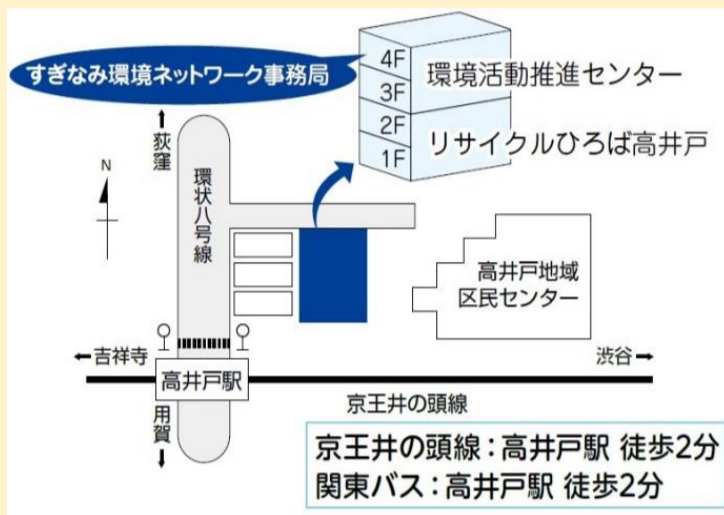 すぎなみ環境ネットワーク事務局
4F
3F
環境活動推進センター
2F
1F
リサイクルひろば高井戸
荻窪
N
環状八号線
高井戸地域
区民センター
吉祥寺
渋谷
高井戸駅
京王井の頭線
用賀
京王井の頭線：高井戸駅 徒歩2分
関東バス：高井戸駅 徒歩2分